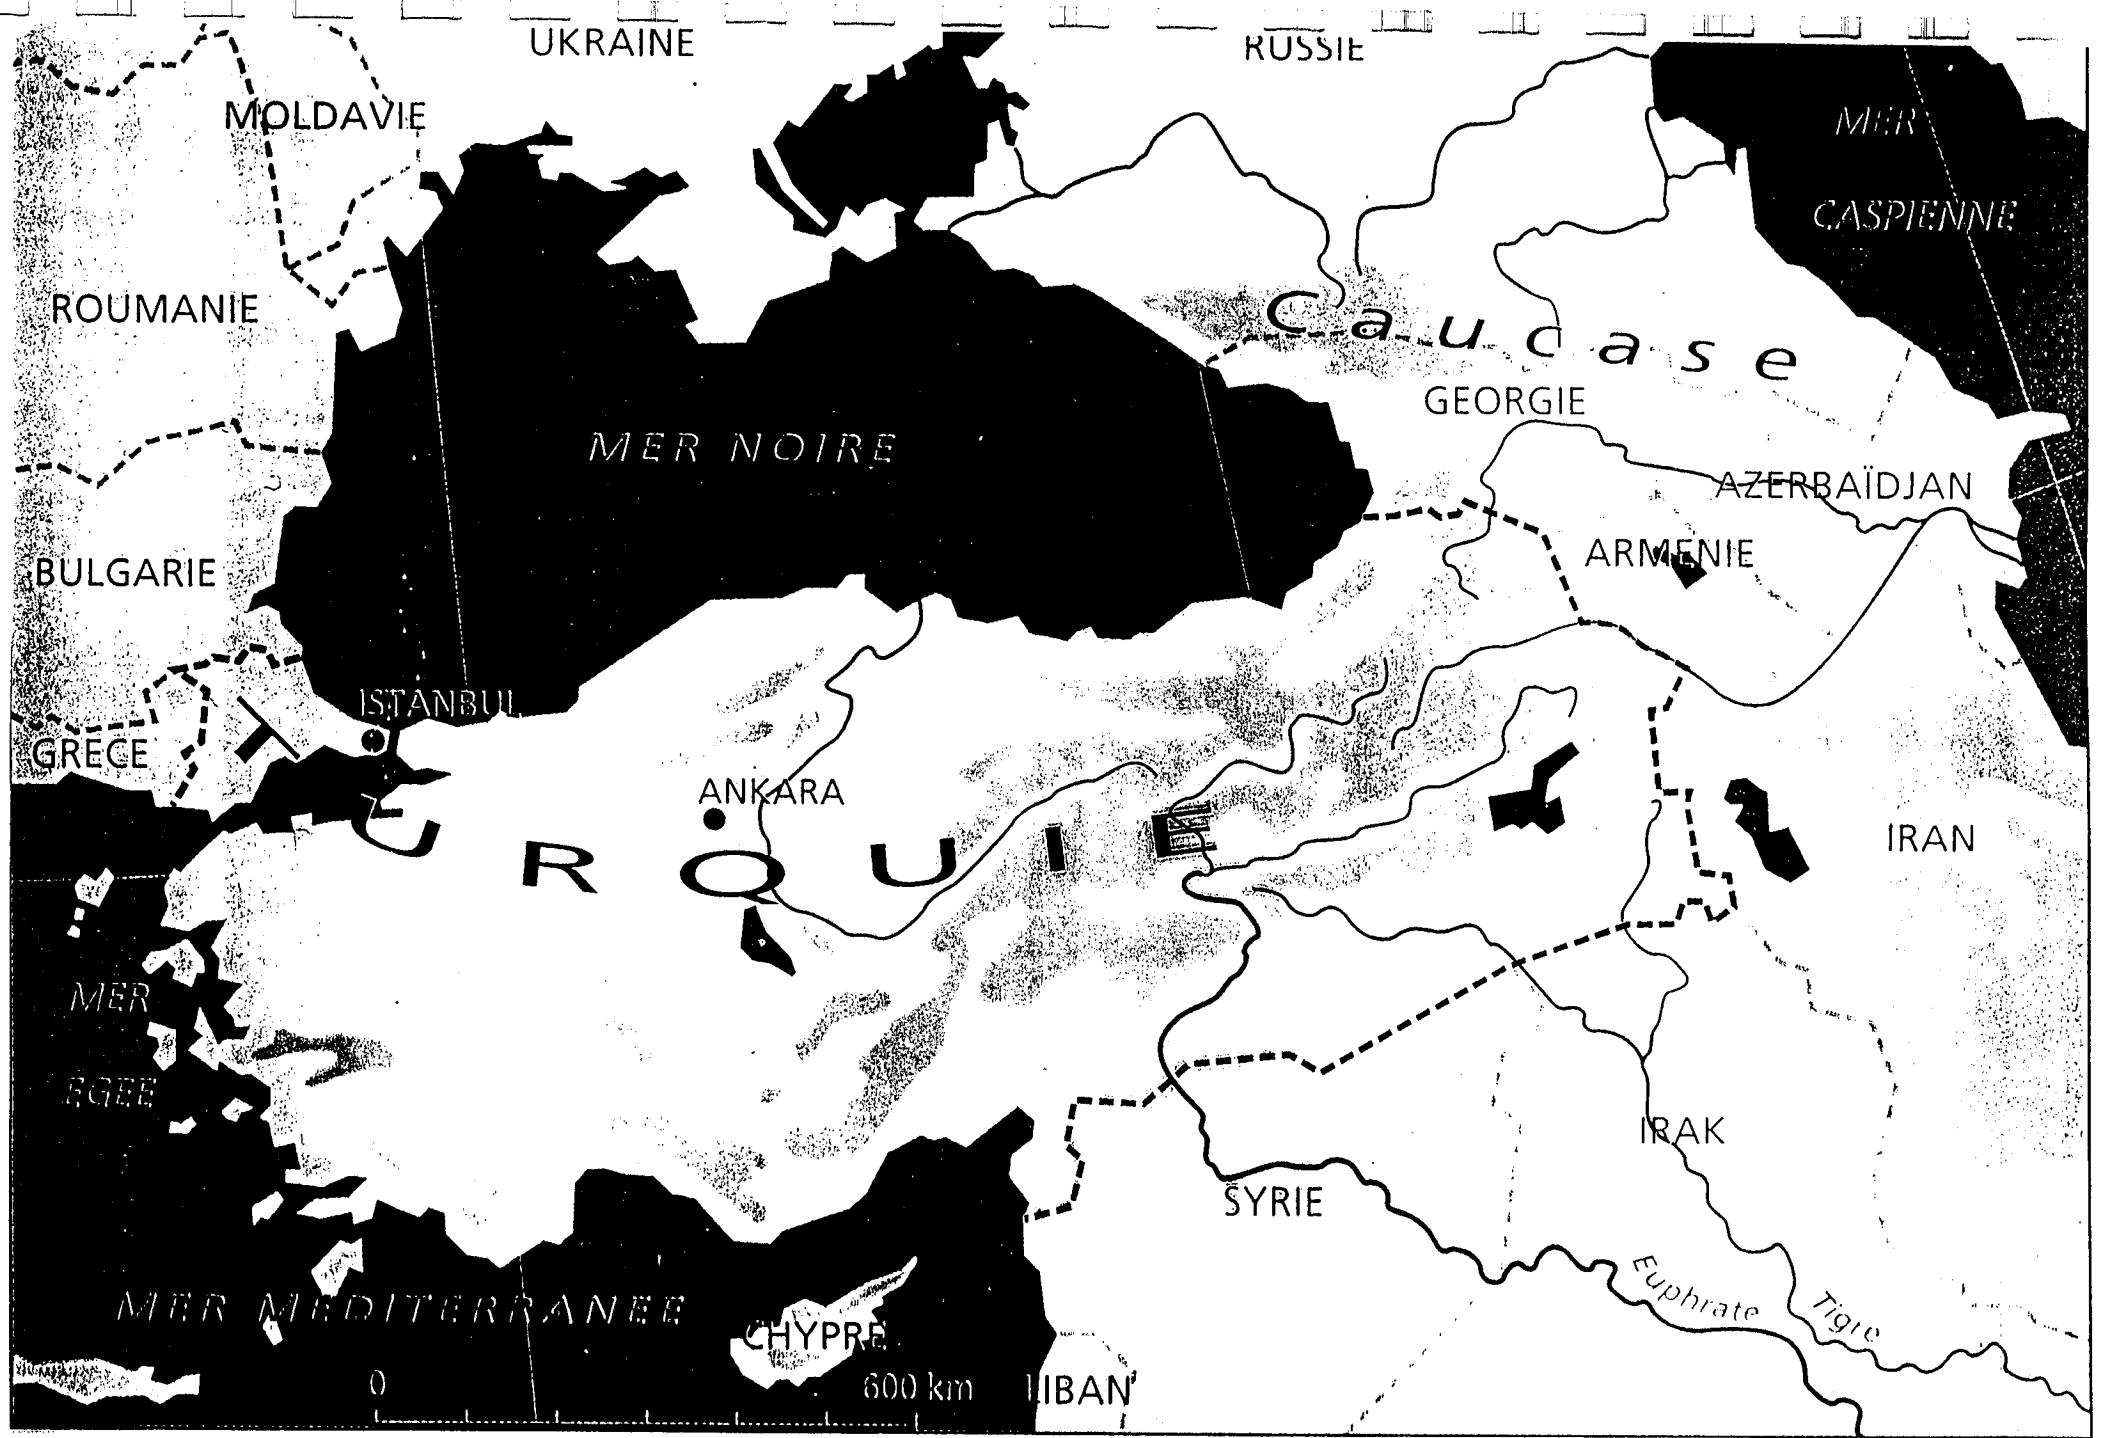 UKRAINE
RUSSIE
MOLDAVIE
MER
CASPIENNE
ROUMANIE
Caucase
GEORGIE
MER NOIRE
AZERBAÏDJAN
ARMENIE
BULGARIE
ISTANBUL
GRECE
ANKARA
TURQUIE
IRAN
MER
EGEE
IRAK
SYRIE
Euphrate
Tigre
MER MEDITERRANEE
CHYPRE
0
600 km
LIBAN